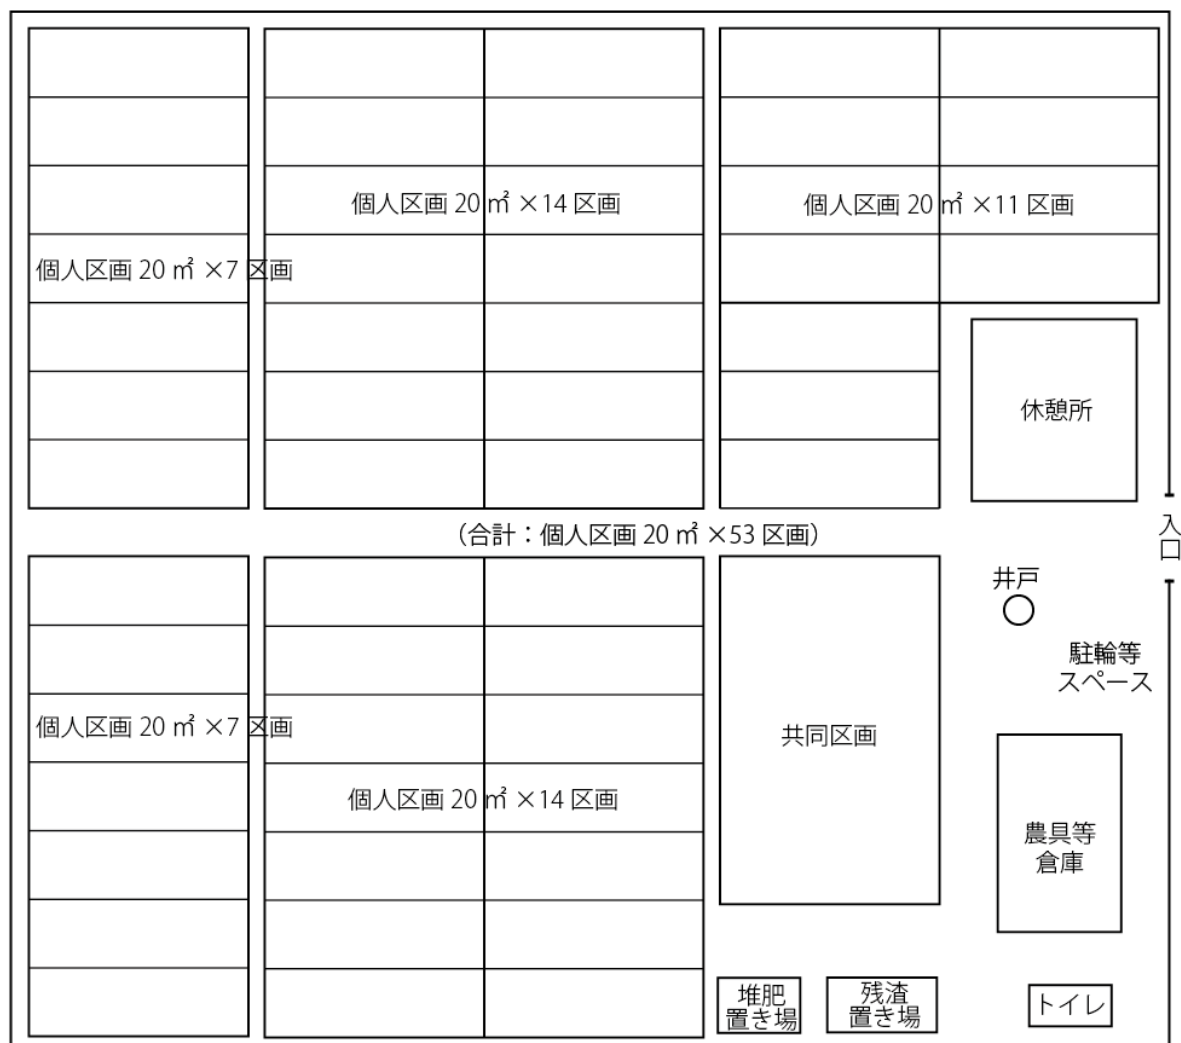 個人区画 20 ㎡ ×14 区画
個人区画 20 ㎡ ×11 区画
個人区画 20 ㎡ ×7 区画
休憩所
（合計：個人区画 20 ㎡ ×53 区画）
入口
井戸
駐輪等
スペース
個人区画 20 ㎡ ×7 区画
共同区画
個人区画 20 ㎡ ×14 区画
農具等
倉庫
堆肥
置き場
残渣
置き場
トイレ